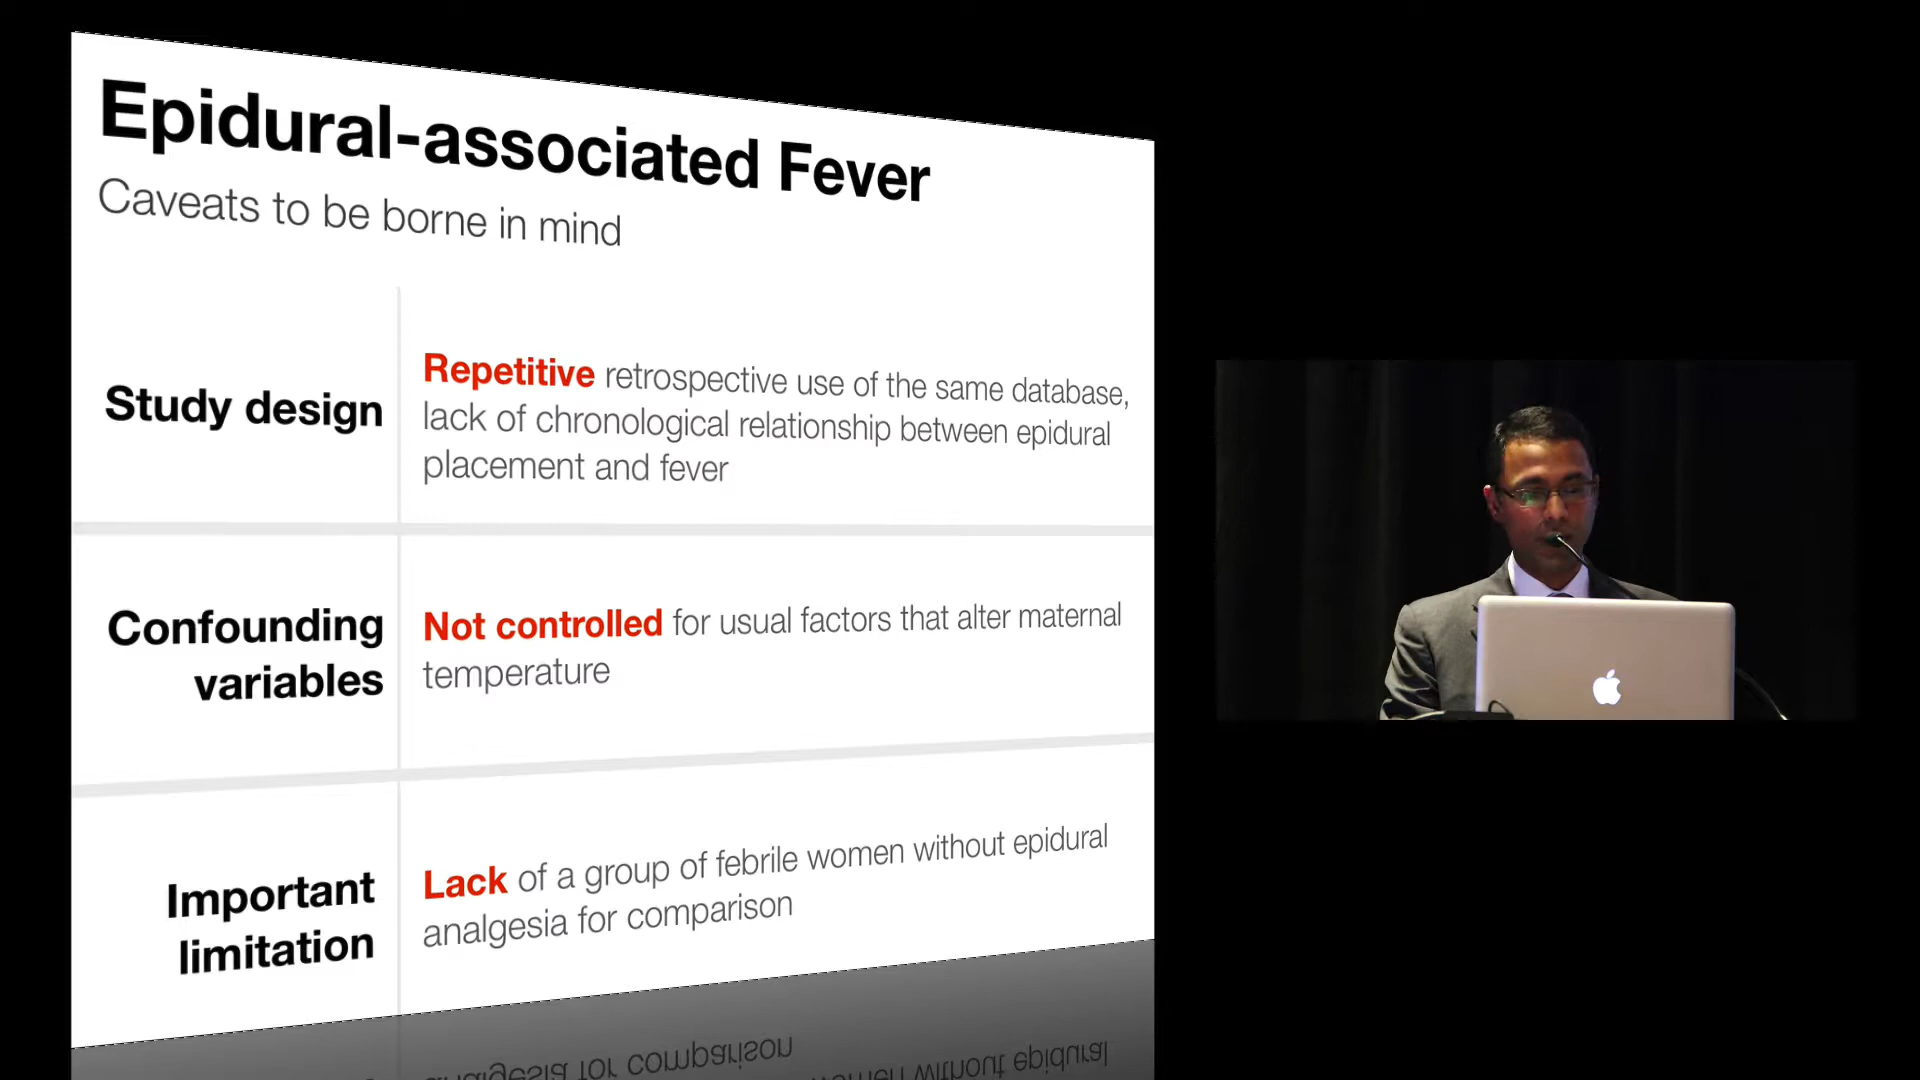 Epidural-associated Fever
Caveats to be borne in mind
Study design
Repetitive retrospective use of the same database,
lack of chronological relationship between epidural
placement and fever
Confounding
variables
Not controlled for usual factors that alter maternal
temperature
Important
limitation
Lack of a group of febrile women without epidural
analgesia for comparison